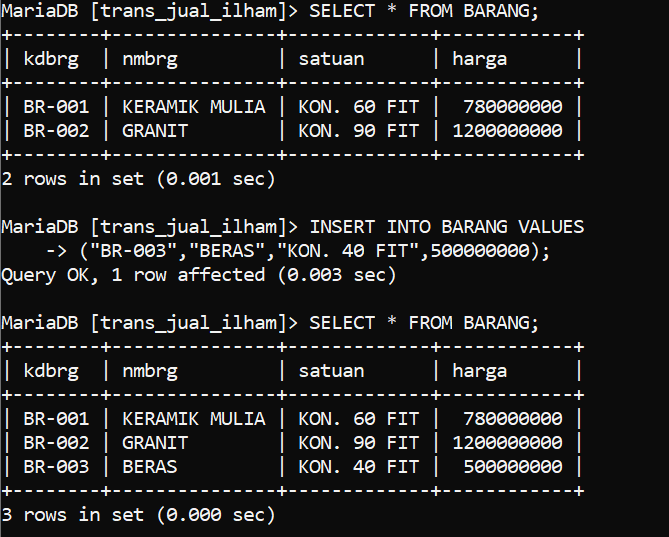 MariaDB [trans_jual_ilham]> SELECT * FROM BARANG;
+--------+---------------+-------------+------------+
| kdbrg  | nmbrg         | satuan      | harga      |
+--------+---------------+-------------+------------+
| BR-001 | KERAMIK MULIA | KON. 60 FIT |  780000000 |
| BR-002 | GRANIT        | KON. 90 FIT | 1200000000 |
+--------+---------------+-------------+------------+
2 rows in set (0.001 sec)
MariaDB [trans_jual_ilham]> INSERT INTO BARANG VALUES
    -> ("BR-003","BERAS","KON. 40 FIT",500000000);
Query OK, 1 row affected (0.003 sec)
MariaDB [trans_jual_ilham]> SELECT * FROM BARANG;
+--------+---------------+-------------+------------+
| kdbrg  | nmbrg         | satuan      | harga      |
+--------+---------------+-------------+------------+
| BR-001 | KERAMIK MULIA | KON. 60 FIT |  780000000 |
| BR-002 | GRANIT        | KON. 90 FIT | 1200000000 |
| BR-003 | BERAS         | KON. 40 FIT |  500000000 |
+--------+---------------+-------------+------------+
3 rows in set (0.000 sec)